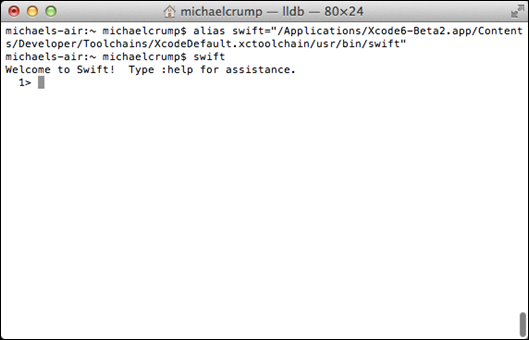 michaelcrump — lldb — 80×24
michaels-air:~ michaelcrump$ alias swift="/Applications/Xcode6-Beta2.app/Content
s/Developer/Toolchains/XcodeDefault.xctoolchain/usr/bin/swift"
michaels-air:~ michaelcrump$ swift
Welcome to Swift!  Type :help for assistance.
  1>